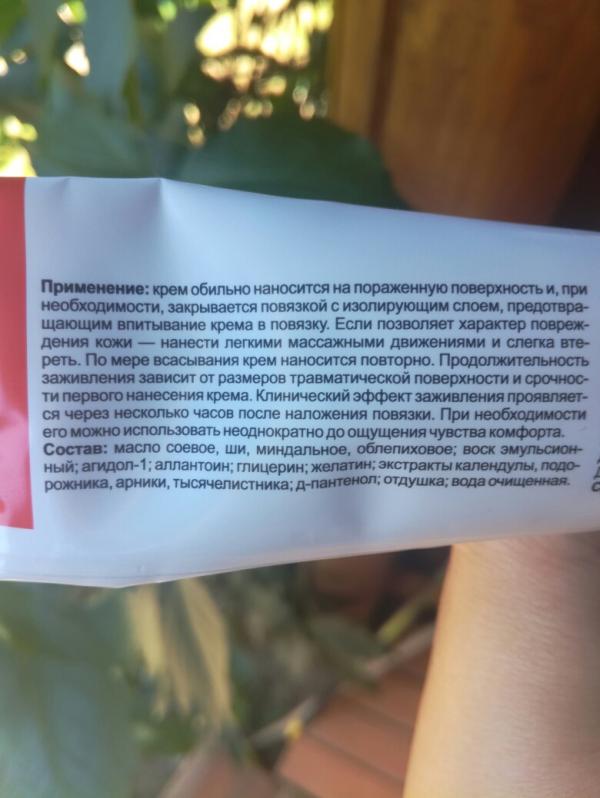 Применение: крем обильно наносится на пораженную поверхность и, при
необходимости, закрывается повязкой с изолирующим слоем, предотвра-
щающим впитывание крема в повязку. Если позволяет характер повреж-
дения кожи — нанести легкими массажными движениями и слегка вте-
реть. По мере всасывания крем наносится повторно. Продолжительность
заживления зависит от размеров травматической поверхности и срочнос-
ти первого нанесения крема. Клинический эффект заживления проявляет-
ся через несколько часов после наложения повязки. При необходимости
его можно использовать неоднократно до ощущения чувства комфорта.
Состав: масло соевое, ши, миндальное, облепиховое; воск эмульсион-
ный; агидол-1; аллантоин; глицерин; желатин; экстракты календулы, подо-
рожника, арники, тысячелистника; д-пантенол; отдушка; вода очищенная.